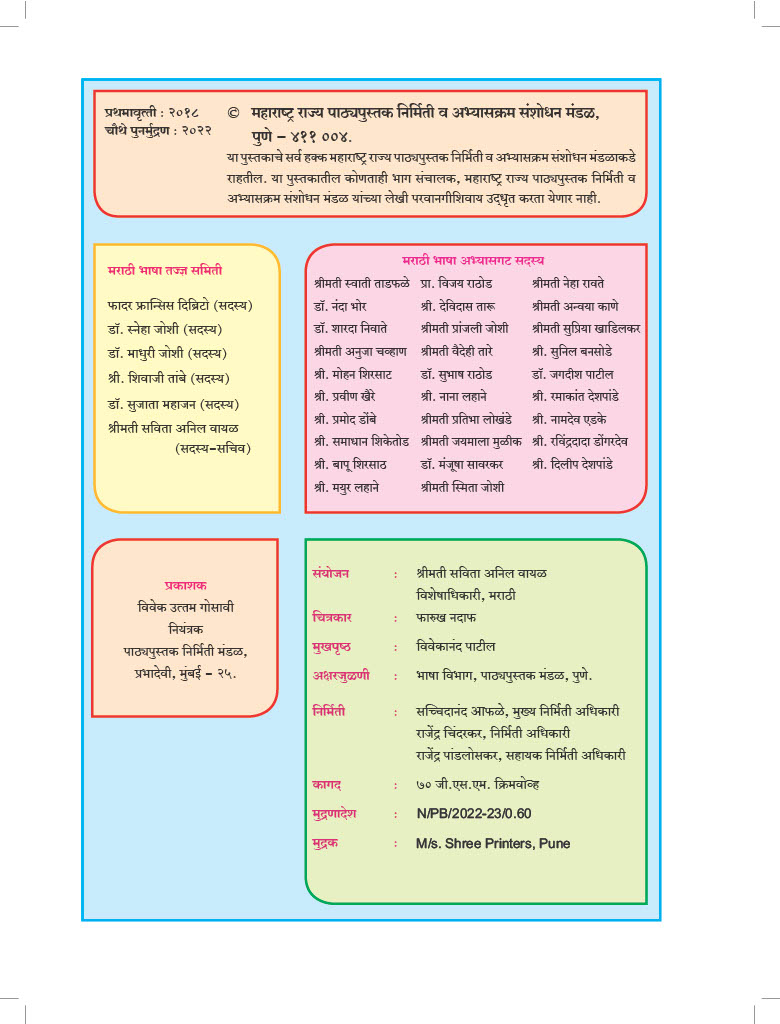 प्रथमावृत्ती : २०१८
चौथे पुनर्मुद्रण : २०२२
© महाराष्ट्र राज्य पाठ्यपुस्तक निर्मिती व अभ्यासक्रम संशोधन मंडळ,
पुणे – ४११ ००४.
या पुस्तकाचे सर्व हक्क महाराष्ट्र राज्य पाठ्यपुस्तक निर्मिती व अभ्यासक्रम संशोधन मंडळाकडे
राहतील. या पुस्तकातील कोणताही भाग संचालक, महाराष्ट्र राज्य पाठ्यपुस्तक निर्मिती व
अभ्यासक्रम संशोधन मंडळ यांच्या लेखी परवानगीशिवाय उद्धृत करता येणार नाही.
मराठी भाषा तज्ज्ञ समिती
फादर फ्रान्सिस दिब्रिटो (सदस्य)
डॉ. स्नेहा जोशी (सदस्य)
डॉ. माधुरी जोशी (सदस्य)
श्री. शिवाजी तांबे (सदस्य)
डॉ. सुजाता महाजन (सदस्य)
श्रीमती सविता अनिल वायळ
(सदस्य–सचिव)
मराठी भाषा अभ्यासगट सदस्य
श्रीमती स्वाती ताडफळे प्रा. विजय राठोड श्रीमती नेहा रावते
डॉ. नंदा भोर श्री. देविदास तारू श्रीमती अन्वया काणे
डॉ. शारदा निवाते श्रीमती प्रांजली जोशी श्रीमती सुप्रिया खाडिलकर
श्रीमती अनुजा चव्हाण श्रीमती वैदेही तारे श्री. सुनिल बनसोडे
श्री. मोहन शिरसाट डॉ. सुभाष राठोड डॉ. जगदीश पाटील
श्री. प्रवीण खैरे श्री. नाना लहाने श्री. रमाकांत देशपांडे
श्री. प्रमोद डोंबे श्रीमती प्रतिभा लोखंडे श्री. नामदेव एडके
श्री. समाधान शिकेतोड श्रीमती जयमाला मुळीक श्री. रविंद्रदादा डोंगरदेव
श्री. बापू शिरसाठ डॉ. मंजूषा सावरकर श्री. दिलीप देशपांडे
श्री. मयुर लहाने श्रीमती स्मिता जोशी
प्रकाशक
विवेक उत्तम गोसावी
नियंत्रक
पाठ्यपुस्तक निर्मिती मंडळ,
प्रभादेवी, मुंबई – २५.
संयोजन : श्रीमती सविता अनिल वायळ
विशेषाधिकारी, मराठी
चित्रकार : फारुख नदाफ
मुखपृष्ठ : विवेकानंद पाटील
अक्षरजुळणी : भाषा विभाग, पाठ्यपुस्तक मंडळ, पुणे.
निर्मिती : सच्चिदानंद आफळे, मुख्य निर्मिती अधिकारी
राजेंद्र चिंदरकर, निर्मिती अधिकारी
राजेंद्र पांडलोसकर, सहायक निर्मिती अधिकारी
कागद : ७० जी.एस.एम. क्रिमवोव्ह
मुद्रणादेश : N/PB/2022-23/0.60
मुद्रक : M/s. Shree Printers, Pune